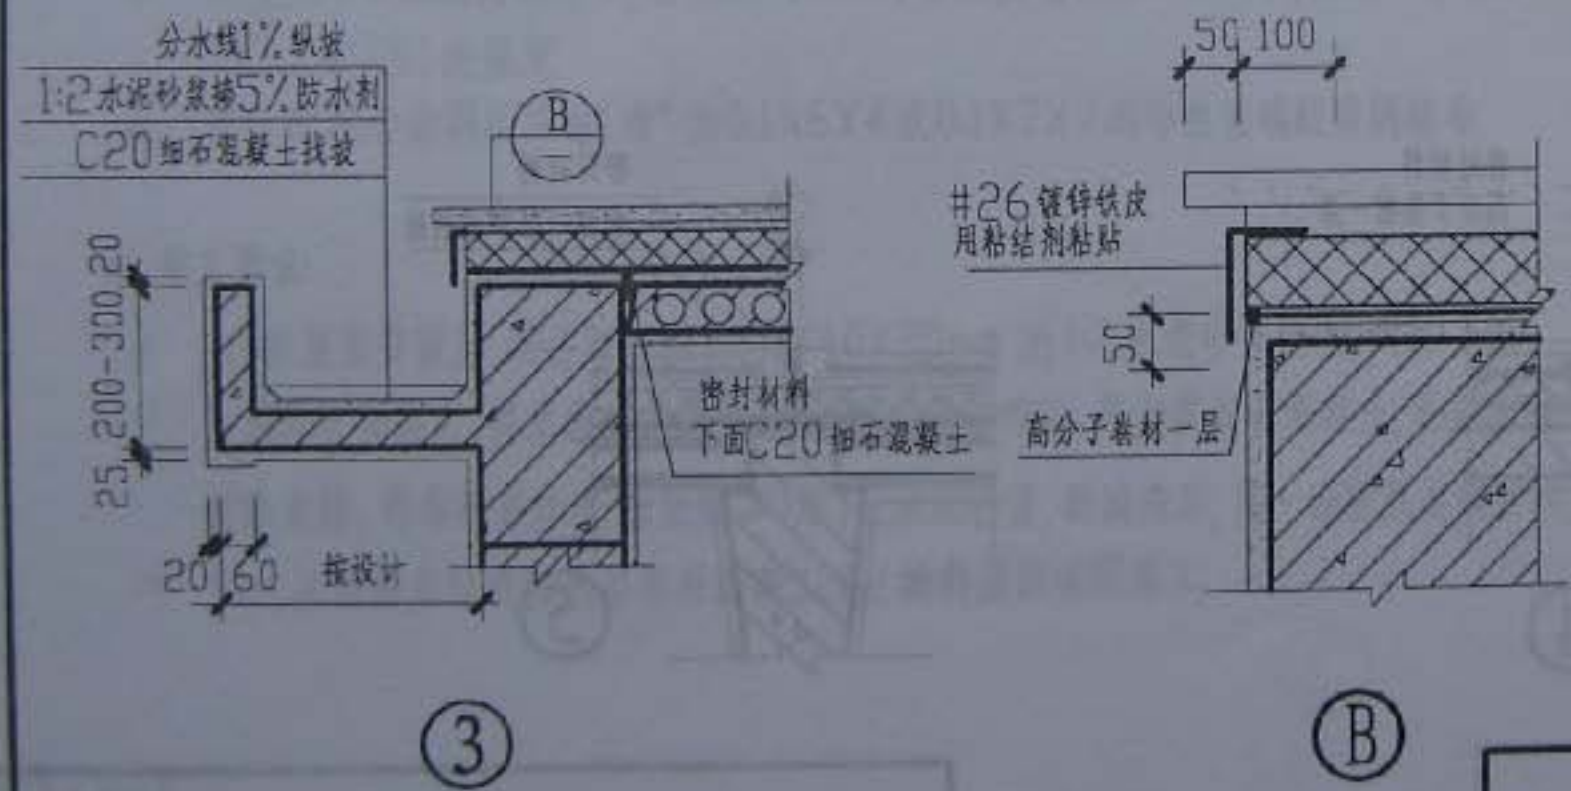 分水线1%纵坡
1:2水泥砂浆掺5%防水剂
C20细石混凝土找坡
B
一
20
200-300
25
20 60 按设计
密封材料
下面C20细石混凝土
3
50 100
#26镀锌铁皮
用粘结剂粘贴
50
高分子卷材一层
B